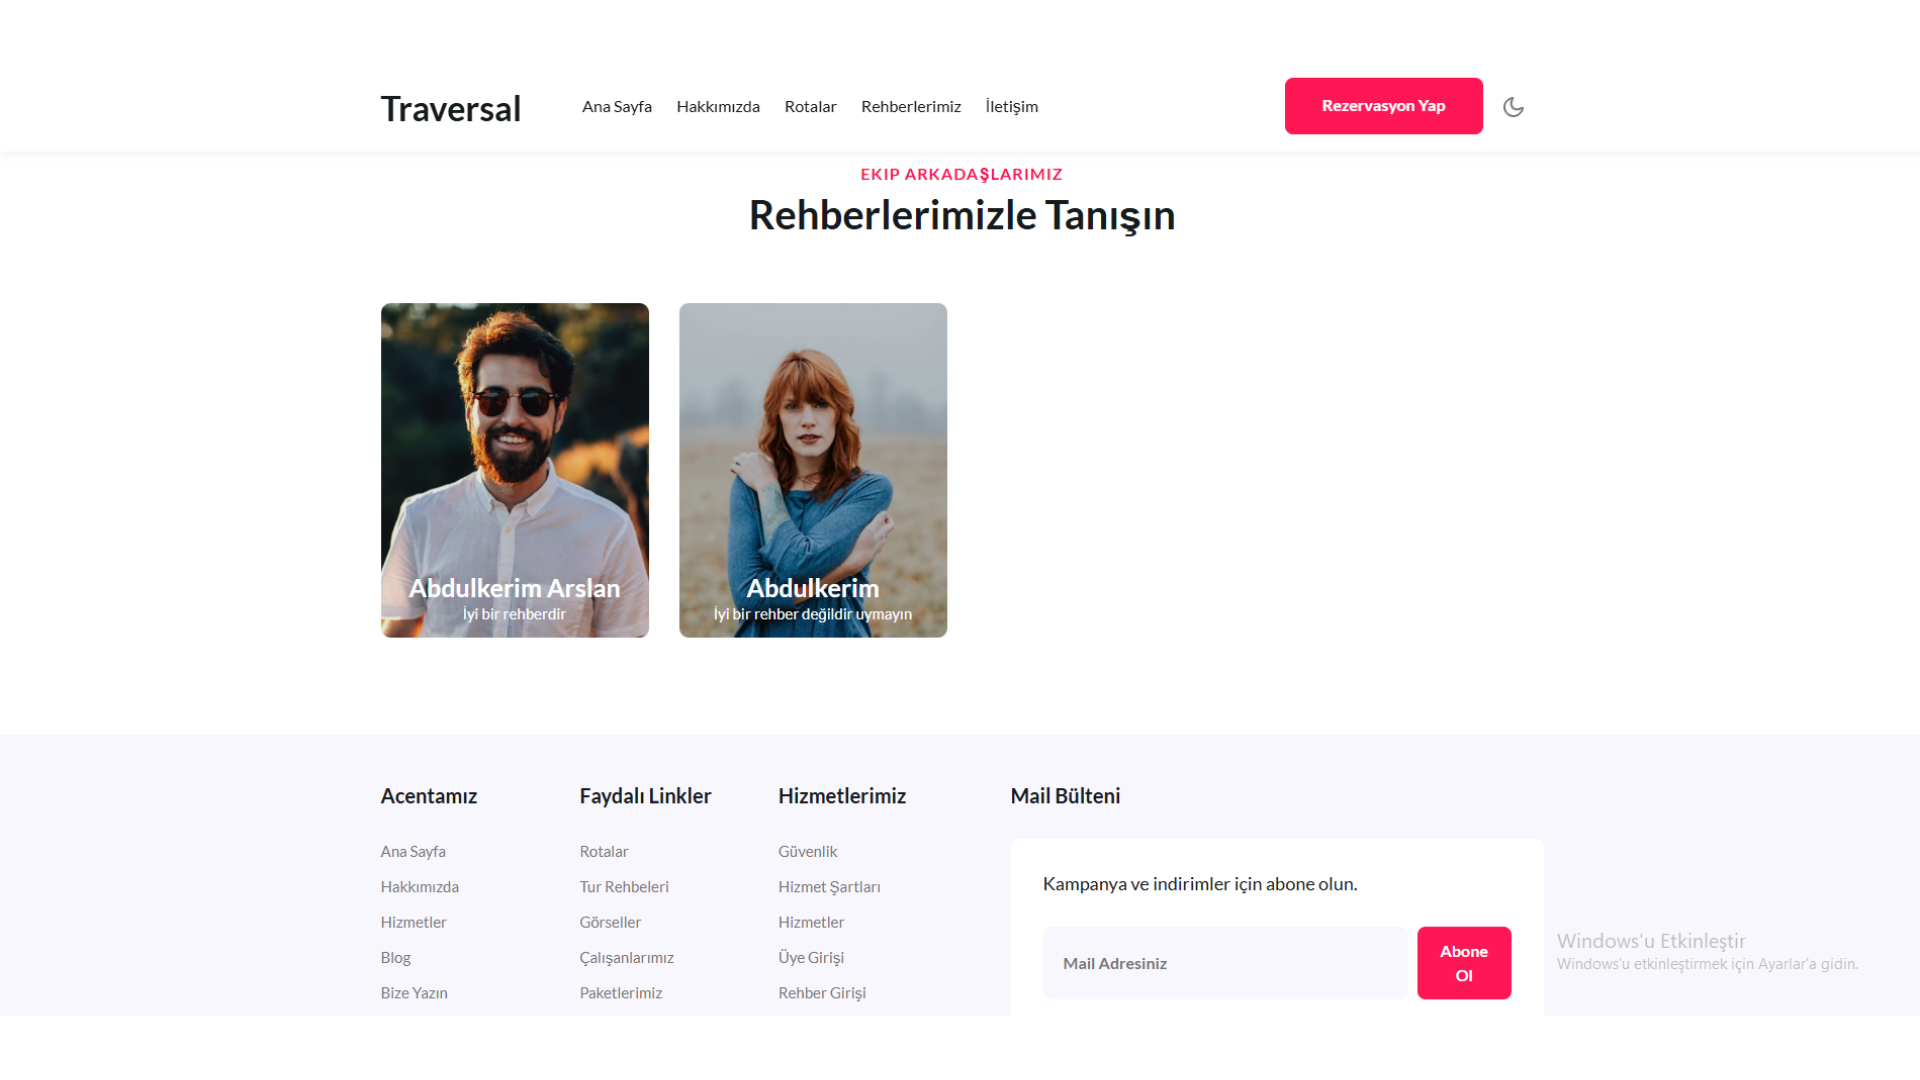 Traversal
Ana Sayfa Hakkımızda Rotalar Rehberlerimiz İletişim
Rezervasyon Yap
EKIP ARKADAŞLARIMIZ
Rehberlerimizle Tanışın
Abdulkerim Arslan
İyi bir rehberdir
Abdulkerim
İyi bir rehber değildir uymayın
Acentamız
Ana Sayfa
Hakkımızda
Hizmetler
Blog
Bize Yazın
Faydalı Linkler
Rotalar
Tur Rehbeleri
Görseller
Çalışanlarımız
Paketlerimiz
Hizmetlerimiz
Güvenlik
Hizmet Şartları
Hizmetler
Üye Girişi
Rehber Girişi
Mail Bülteni
Kampanya ve indirimler için abone olun.
Mail Adresiniz
Abone
Ol
Windows'u Etkinleştir
Windows'u etkinleştirmek için Ayarlar'a gidin.